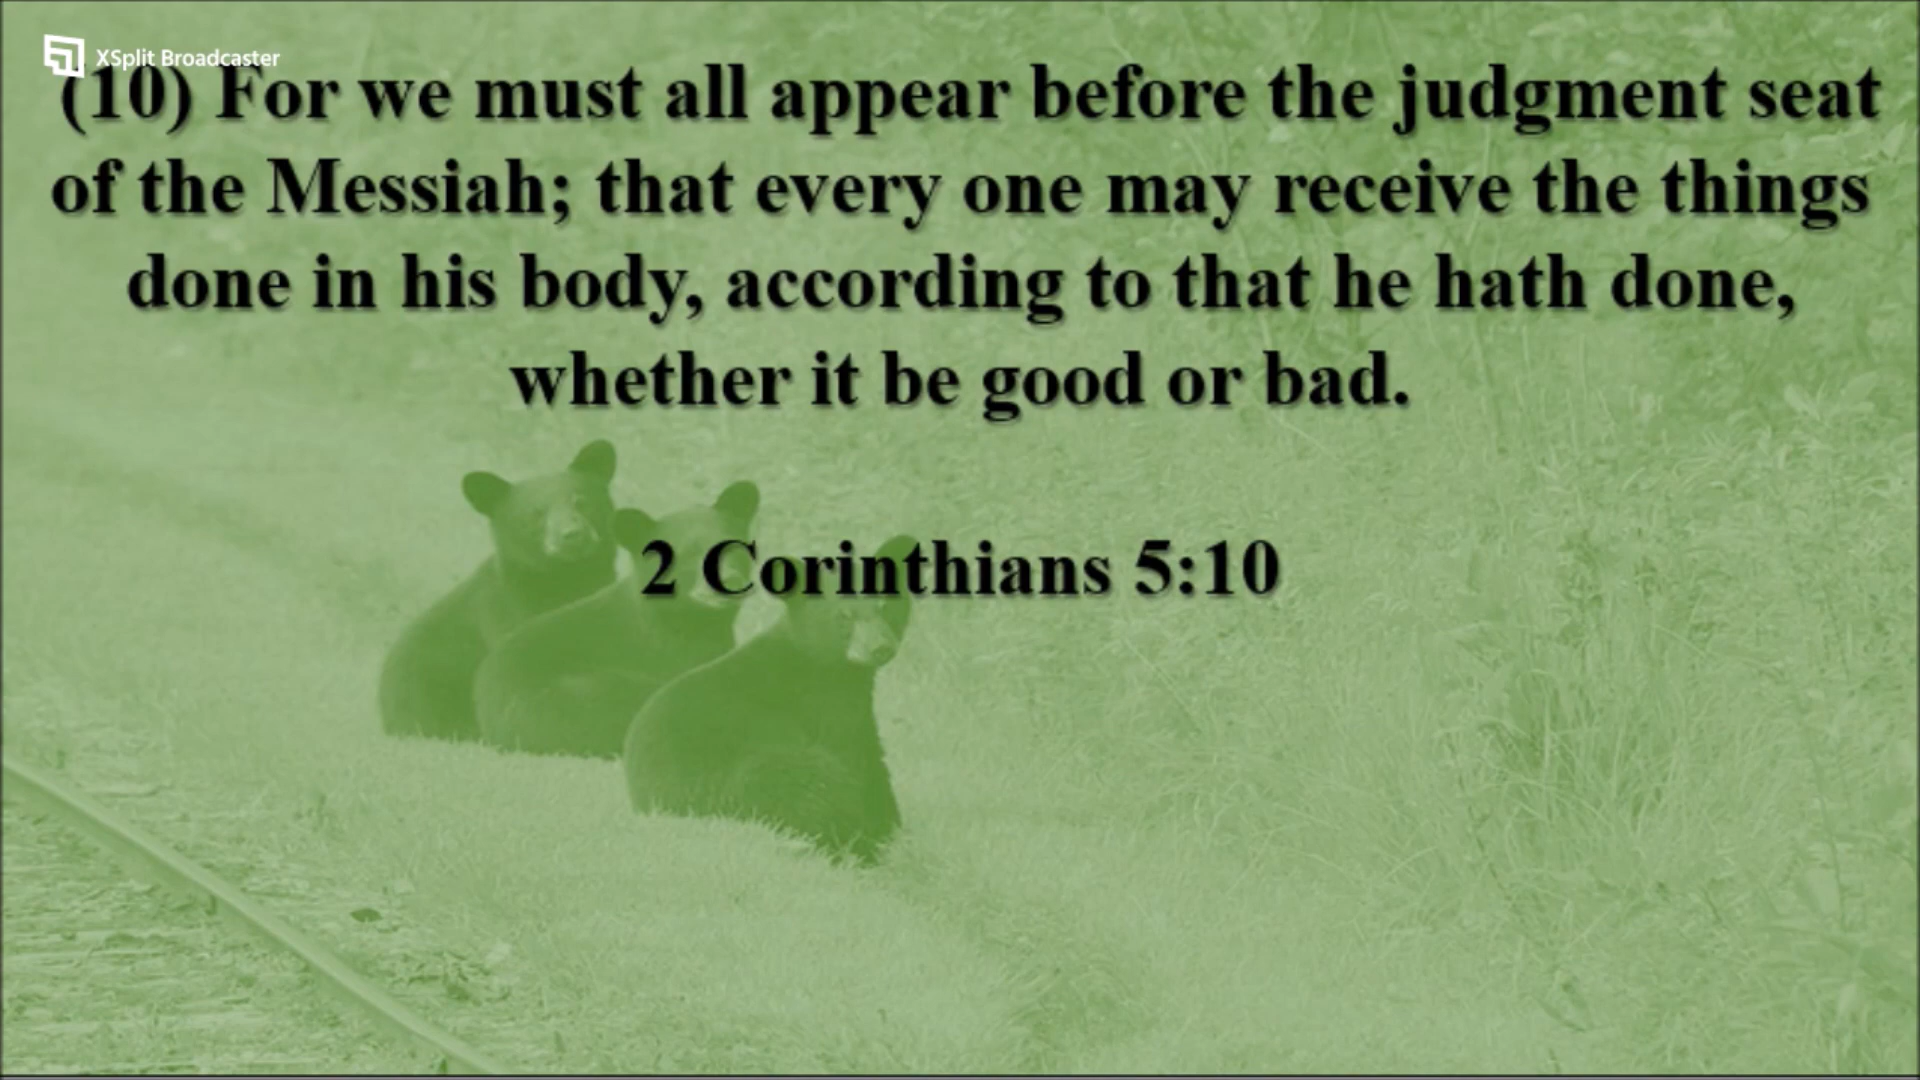 XSplit Broadcaster
(10) For we must all appear before the judgment seat
of the Messiah; that every one may receive the things
done in his body, according to that he hath done,
whether it be good or bad.
2 Corinthians 5:10